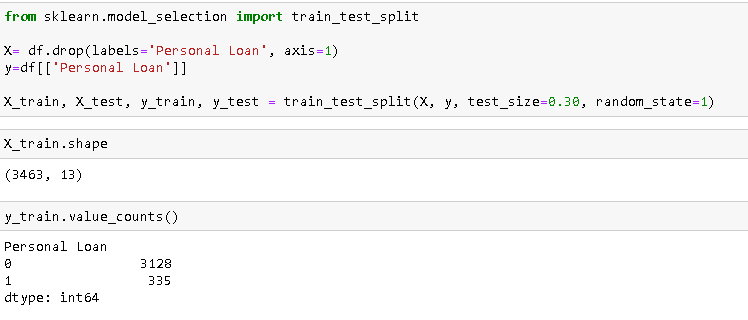 from sklearn.model_selection import train_test_split
X= df.drop(labels='Personal Loan', axis=1)
y=df[['Personal Loan']]
X_train, X_test, y_train, y_test = train_test_split(X, y, test_size=0.30, random_state=1)
X_train.shape
(3463, 13)
y_train.value_counts()
Personal Loan
0                3128
1                 335
dtype: int64